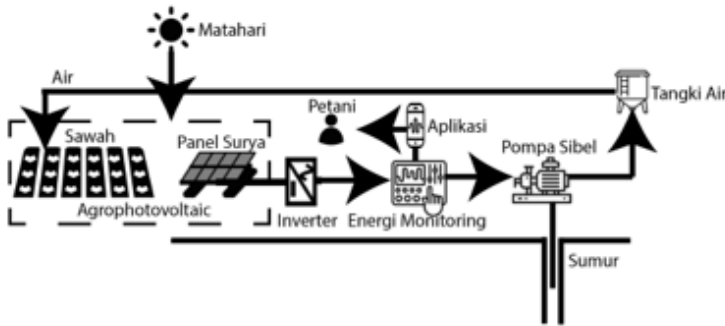 Matahari
Air
Tangki Air
Petani
Aplikasi
Sawah
Panel Surya
Pompa Sibel
Agrophotovoltaic
Inverter
Energi Monitoring
Sumur